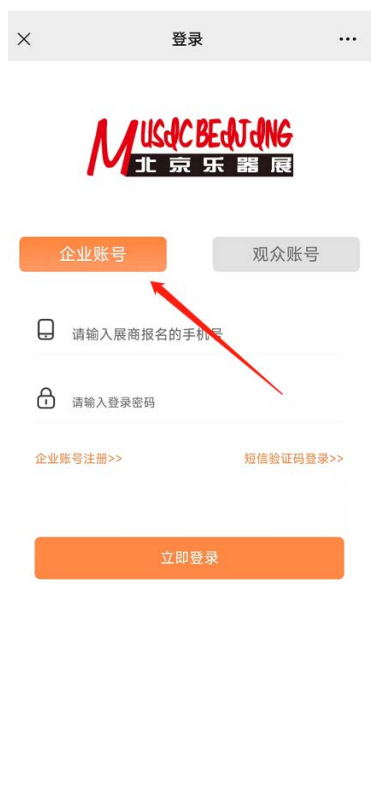 登录
MUSIC BEIJING
北京乐器展
企业账号
观众账号
请输入展商报名的手机号
请输入登录密码
企业账号注册>>
短信验证码登录>>
立即登录